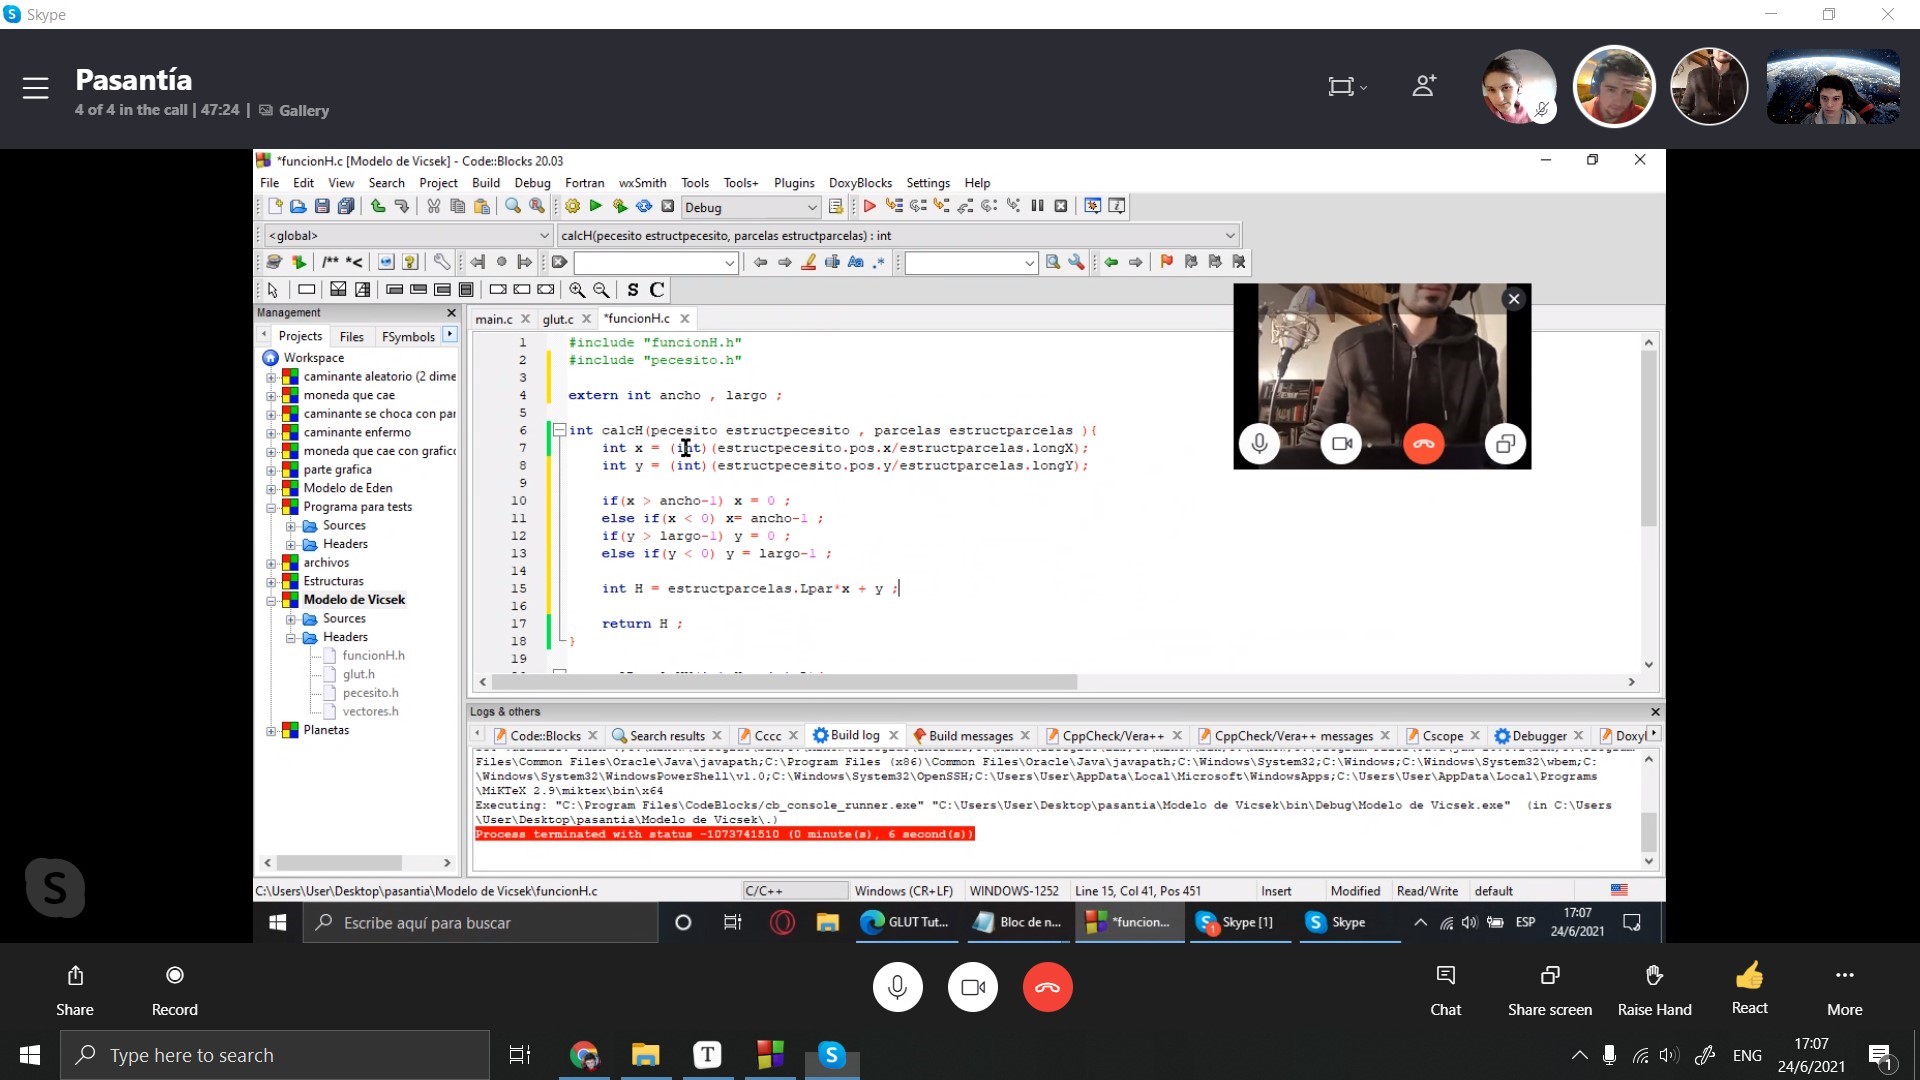 Skype
Pasantía
4 of 4 in the call | 47:24 | Gallery
*funcionH.c [Modelo de Vicsek] - Code::Blocks 20.03
File Edit View Search Project Build Debug Fortran wxSmith Tools Tools+ Plugins DoxyBlocks Settings Help
Debug
<global> calcH(pecesito estructpecesito, parcelas estructparcelas) : int
/** *< Aa .*
S C
Management
Projects Files FSymbols
Workspace
caminante aleatorio (2 dime
moneda que cae
caminante se choca con par
caminante enfermo
moneda que cae con grafico
parte grafica
Modelo de Eden
Programa para tests
Sources
Headers
archivos
Estructuras
Modelo de Vicsek
Sources
Headers
funcionH.h
glut.h
pecesito.h
vectores.h
Planetas
main.c glut.c *funcionH.c
1 #include "funcionH.h"
2 #include "pecesito.h"
3
4 extern int ancho , largo ;
5
6 int calcH(pecesito estructpecesito , parcelas estructparcelas ){
7 int x = (int)(estructpecesito.pos.x/estructparcelas.longX);
8 int y = (int)(estructpecesito.pos.y/estructparcelas.longY);
9
10 if(x > ancho-1) x = 0 ;
11 else if(x < 0) x= ancho-1 ;
12 if(y > largo-1) y = 0 ;
13 else if(y < 0) y = largo-1 ;
14
15 int H = estructparcelas.Lpar*x + y ;
16
17 return H ;
18 }
19
Logs & others
Code::Blocks Search results Cccc Build log Build messages CppCheck/Vera++ CppCheck/Vera++ messages Cscope Debugger Doxyl
Files\Common Files\Oracle\Java\javapath;C:\Program Files (x86)\Common Files\Oracle\Java\javapath;C:\Windows\System32;C:\Windows;C:\Windows\System32\wbem;C:
\Windows\System32\WindowsPowerShell\v1.0;C:\Windows\System32\OpenSSH;C:\Users\User\AppData\Local\Microsoft\WindowsApps;C:\Users\User\AppData\Local\Programs
\MiKTeX 2.9\miktex\bin\x64
Executing: "C:\Program Files\CodeBlocks/cb_console_runner.exe" "C:\Users\User\Desktop\pasantia\Modelo de Vicsek\bin\Debug\Modelo de Vicsek.exe" (in C:\Users
\User\Desktop\pasantia\Modelo de Vicsek\.)
Process terminated with status -1073741510 (0 minute(s), 6 second(s))
C:\Users\User\Desktop\pasantia\Modelo de Vicsek\funcionH.c C/C++ Windows (CR+LF) WINDOWS-1252 Line 15, Col 41, Pos 451 Insert Modified Read/Write default
Escribe aquí para buscar GLUT Tut... Bloc de n... *funcion... Skype [1] Skype ESP 17:07
24/6/2021
Share Record Chat Share screen Raise Hand React More
Type here to search T ENG 17:07
24/6/2021 1